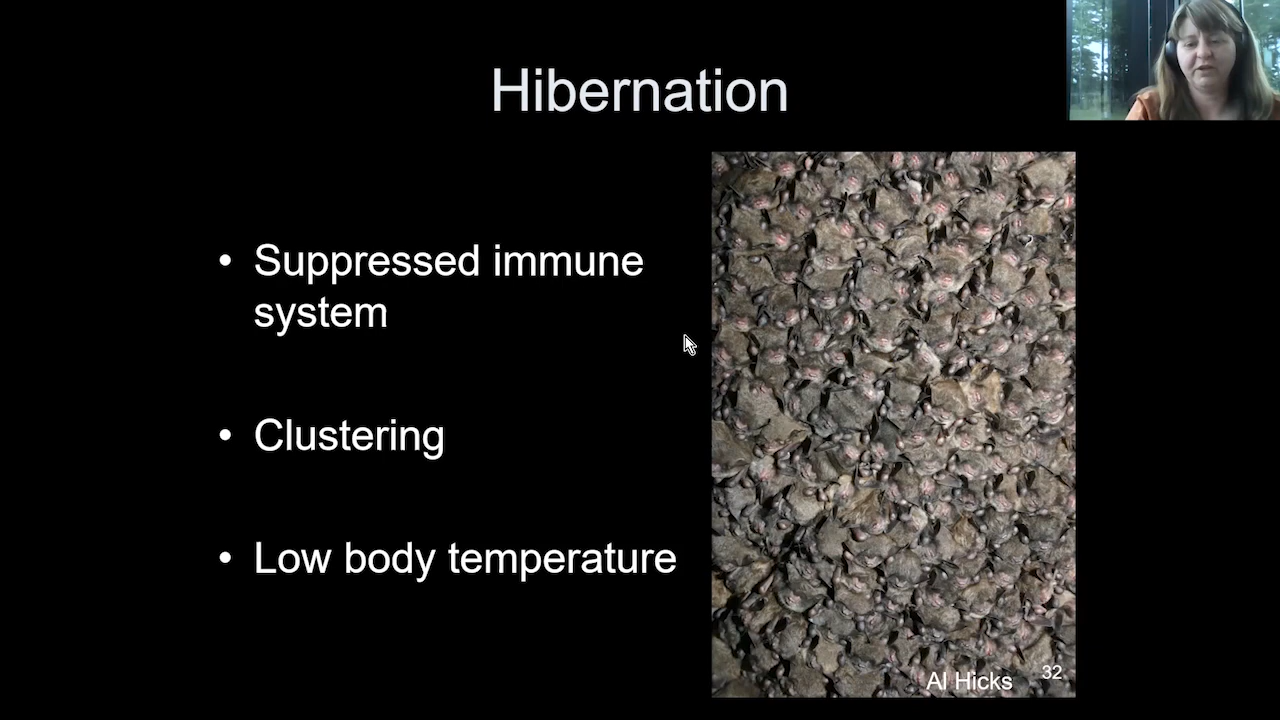 Hibernation
• Suppressed immune
system
• Clustering
• Low body temperature
Al Hicks
32